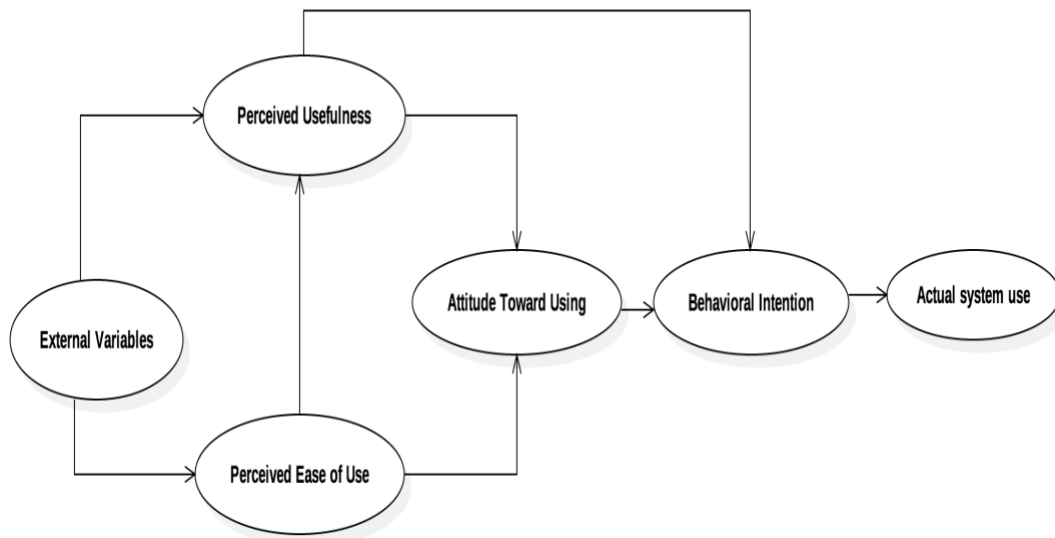 Perceived Usefulness
External Variables
Perceived Ease of Use
Attitude Toward Using
Behavioral Intention
Actual system use